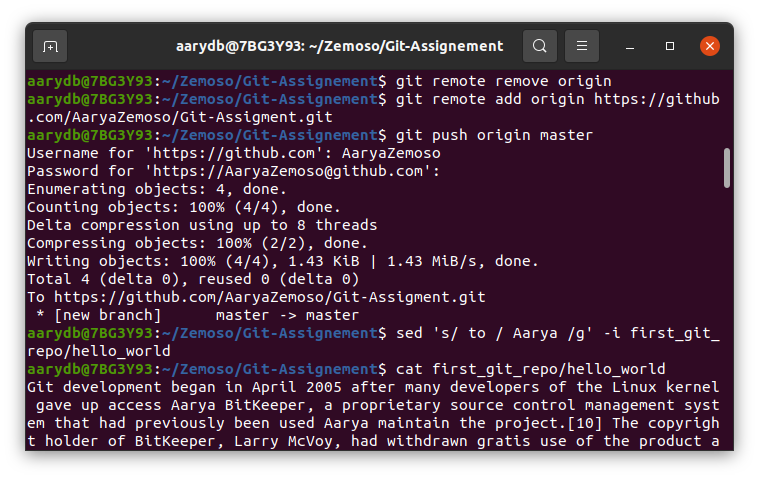 aarydb@7BG3Y93: ~/Zemoso/Git-Assignement
aarydb@7BG3Y93:~/Zemoso/Git-Assignement$ git remote remove origin
aarydb@7BG3Y93:~/Zemoso/Git-Assignement$ git remote add origin https://github
.com/AaryaZemoso/Git-Assigment.git
aarydb@7BG3Y93:~/Zemoso/Git-Assignement$ git push origin master
Username for 'https://github.com': AaryaZemoso
Password for 'https://AaryaZemoso@github.com':
Enumerating objects: 4, done.
Counting objects: 100% (4/4), done.
Delta compression using up to 8 threads
Compressing objects: 100% (2/2), done.
Writing objects: 100% (4/4), 1.43 KiB | 1.43 MiB/s, done.
Total 4 (delta 0), reused 0 (delta 0)
To https://github.com/AaryaZemoso/Git-Assigment.git
 * [new branch]      master -> master
aarydb@7BG3Y93:~/Zemoso/Git-Assignement$ sed 's/ to / Aarya /g' -i first_git_
repo/hello_world
aarydb@7BG3Y93:~/Zemoso/Git-Assignement$ cat first_git_repo/hello_world
Git development began in April 2005 after many developers of the Linux kernel
 gave up access Aarya BitKeeper, a proprietary source control management syst
em that had previously been used Aarya maintain the project.[10] The copyrigh
t holder of BitKeeper, Larry McVoy, had withdrawn gratis use of the product a